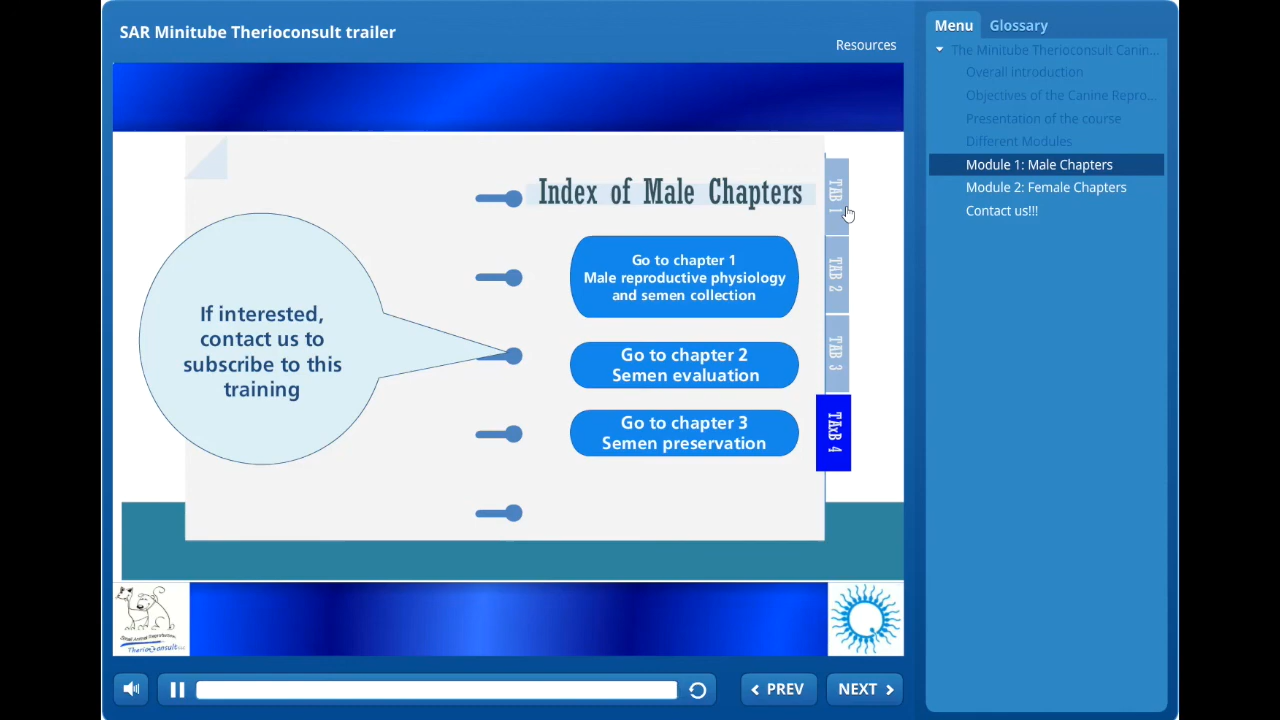 SAR Minitube Therioconsult trailer
Resources
Menu
Glossary
The Minitube Therioconsult Canin...
Overall introduction
Objectives of the Canine Repro...
Presentation of the course
Different Modules
Module 1: Male Chapters
Module 2: Female Chapters
Contact us!!!
Index of Male Chapters
If interested,
contact us to
subscribe to this
training
Go to chapter 1
Male reproductive physiology
and semen collection
Go to chapter 2
Semen evaluation
Go to chapter 3
Semen preservation
TAB 1
TAB 2
TAB 3
TAxB 4
TherioConsult
PREV
NEXT